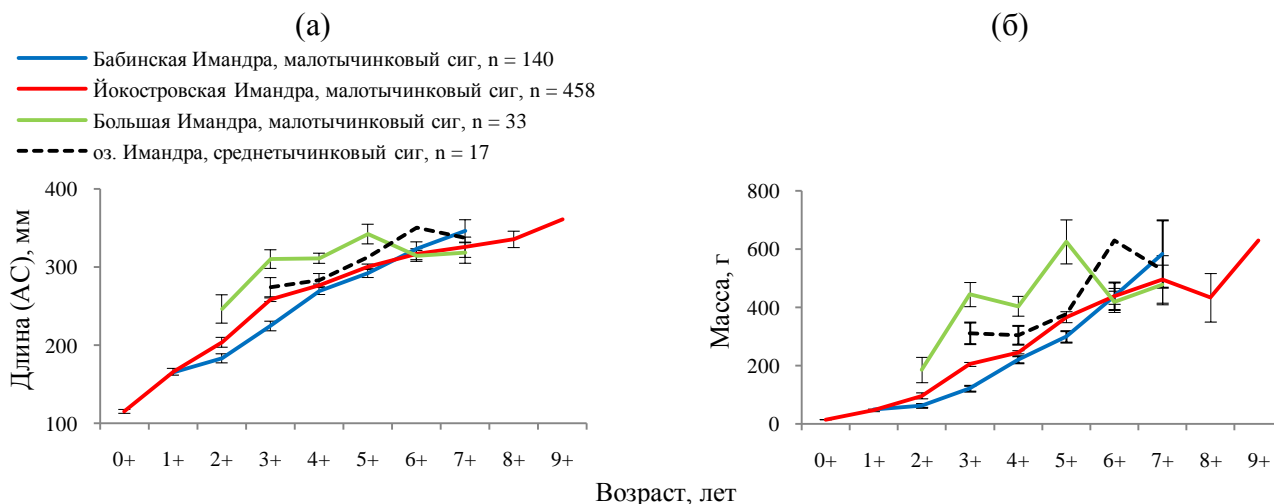 (а)
(б)
Бабинская Имандра, малотычинковый сиг, n = 140
Йокостровская Имандра, малотычинковый сиг, n = 458
Большая Имандра, малотычинковый сиг, n = 33
оз. Имандра, среднетычинковый сиг, n = 17
Длина (АС), мм
400
300
200
100
0+ 1+ 2+ 3+ 4+ 5+ 6+ 7+ 8+ 9+
Масса, г
800
600
400
200
0
0+ 1+ 2+ 3+ 4+ 5+ 6+ 7+ 8+ 9+
Возраст, лет